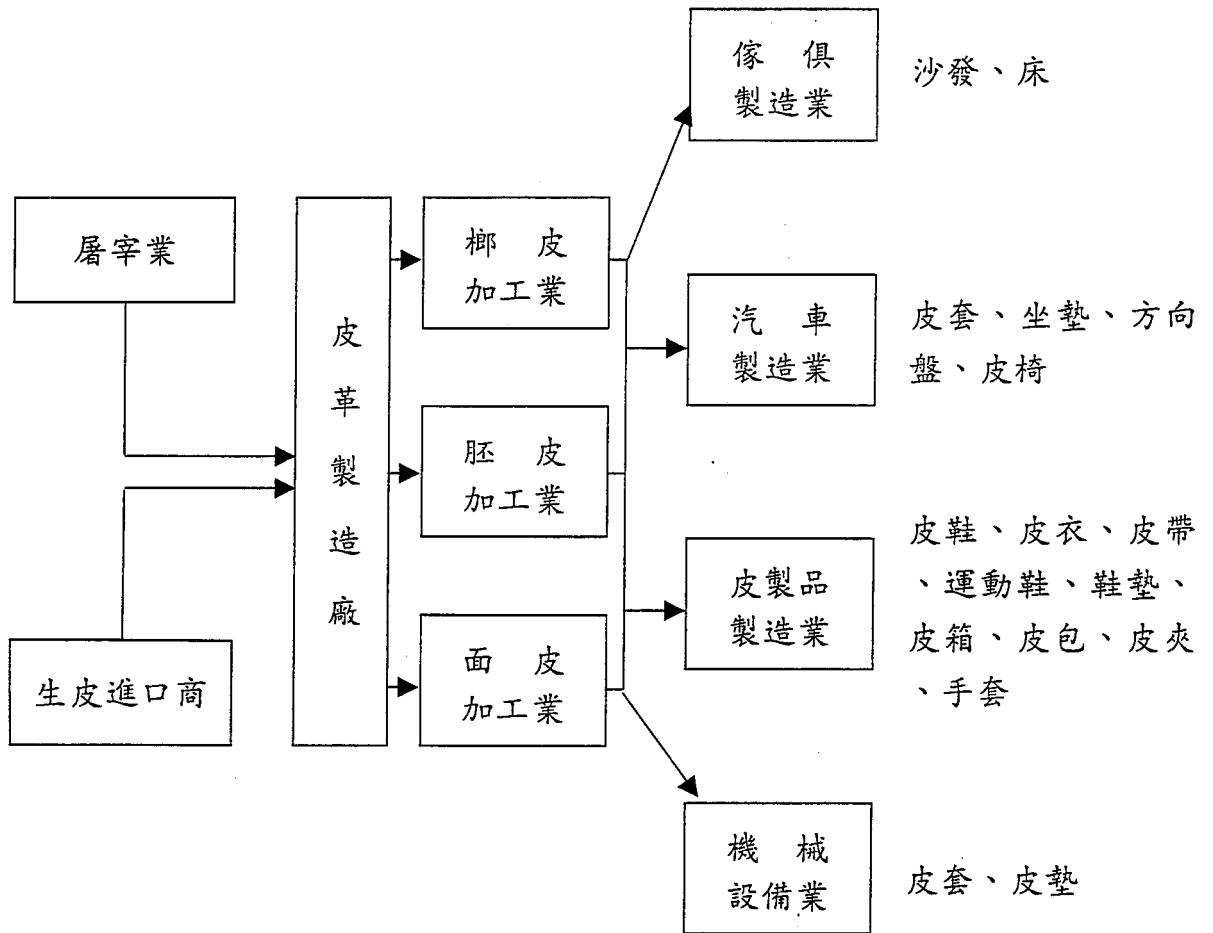 屠宰業
生皮進口商
皮革製造廠
榔皮
加工業
胚皮
加工業
面皮
加工業
傢俱
製造業
沙發、床
汽車
製造業
皮套、坐墊、方向
盤、皮椅
皮製品
製造業
皮鞋、皮衣、皮帶
、運動鞋、鞋墊、
皮箱、皮包、皮夾
、手套
機械
設備業
皮套、皮墊